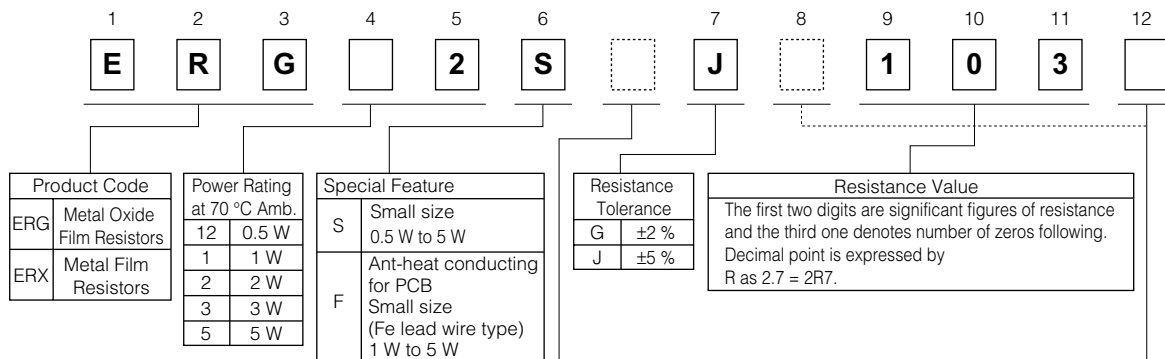 1 2 3 4 5 6 7 8 9 10 11 12
E R G 2 S J 1 0 3
Product Code
ERG Metal Oxide Film Resistors
ERX Metal Film Resistors
Power Rating
at 70 °C Amb.
12 0.5 W
1 1 W
2 2 W
3 3 W
5 5 W
Special Feature
S Small size
0.5 W to 5 W
F Ant-heat conducting
for PCB
Small size
(Fe lead wire type)
1 W to 5 W
Resistance
Tolerance
G ±2 %
J ±5 %
Resistance Value
The first two digits are significant figures of resistance
and the third one denotes number of zeros following.
Decimal point is expressed by
R as 2.7 = 2R7.